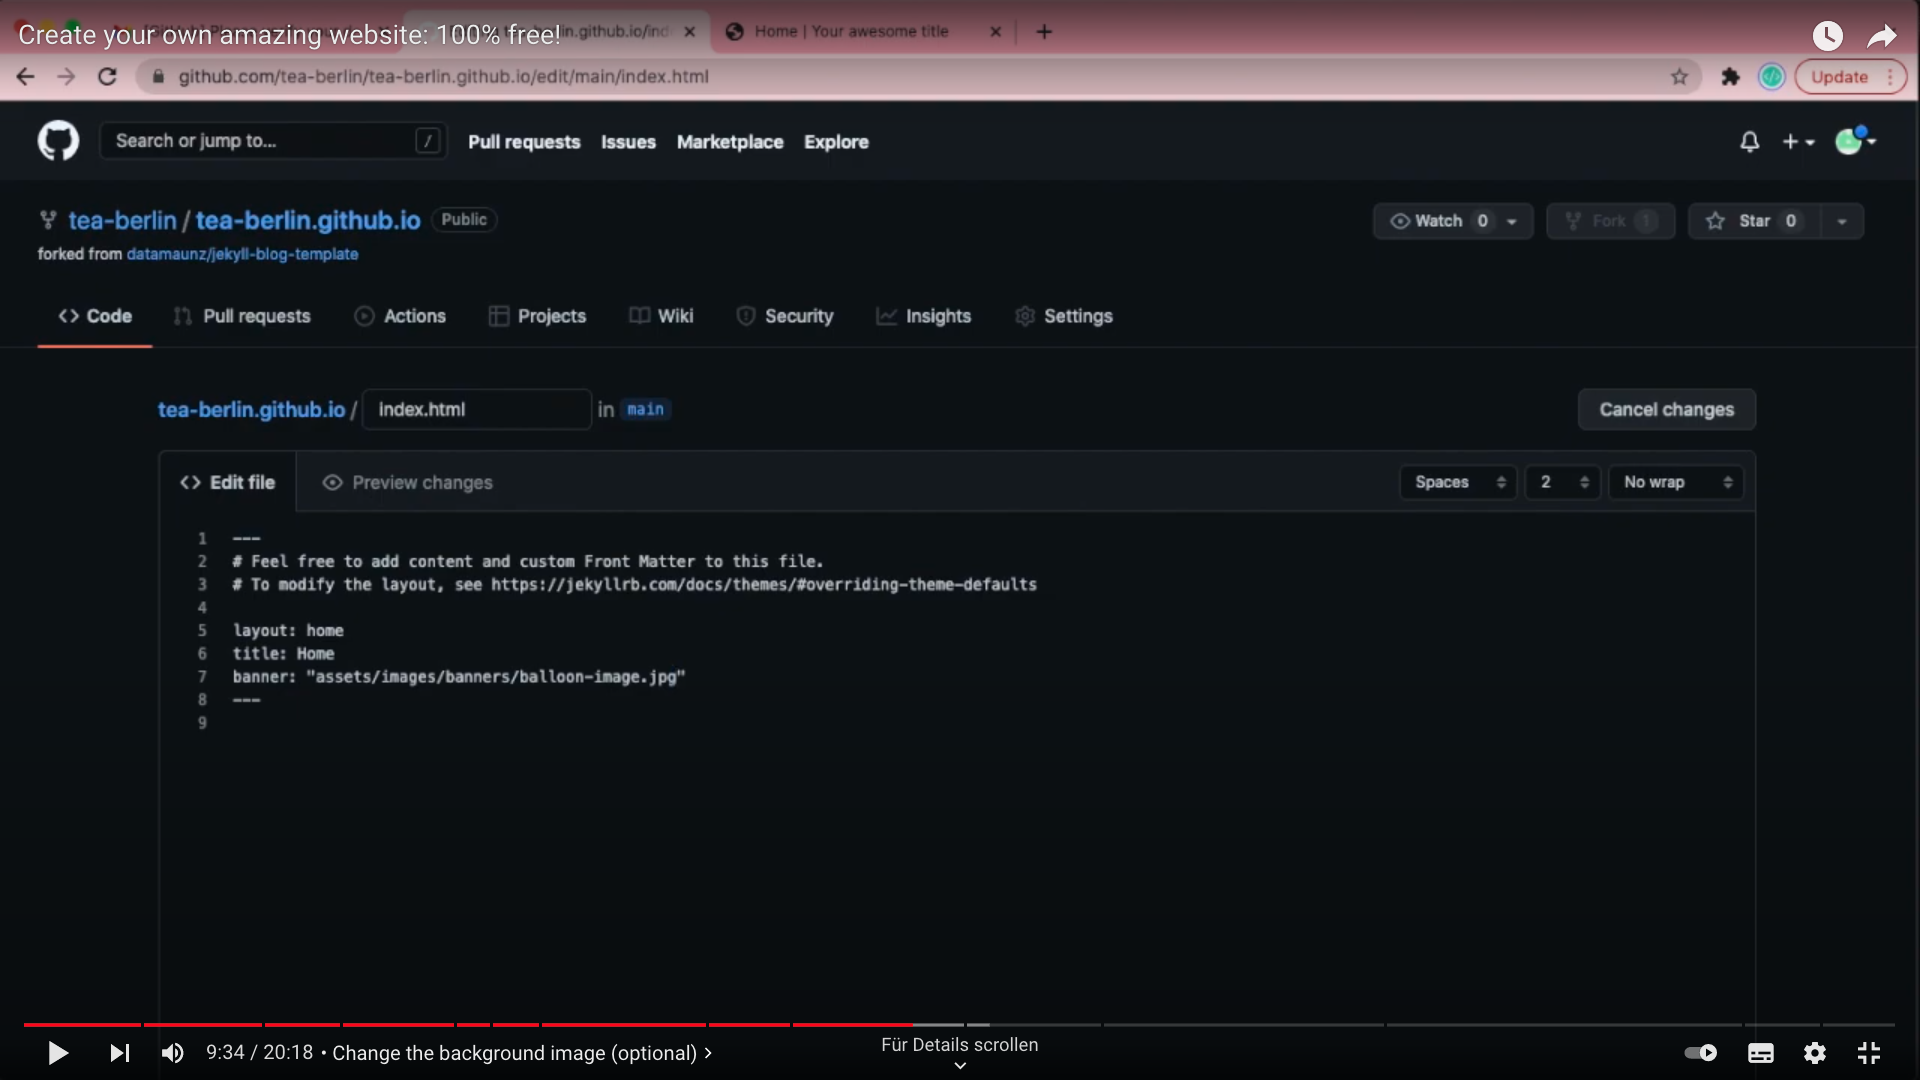 Create your own amazing website: 100% free!
lin.github.io/ind
Home | Your awesome title
github.com/tea-berlin/tea-berlin.github.io/edit/main/index.html
Update
Search or jump to...
/
Pull requests
Issues
Marketplace
Explore
tea-berlin / tea-berlin.github.io
Public
Watch 0
Fork 1
Star 0
forked from datamaunz/jekyll-blog-template
Code
Pull requests
Actions
Projects
Wiki
Security
Insights
Settings
tea-berlin.github.io / index.html in main
Cancel changes
Edit file
Preview changes
Spaces
2
No wrap
1 ---
2 # Feel free to add content and custom Front Matter to this file.
3 # To modify the layout, see https://jekyllrb.com/docs/themes/#overriding-theme-defaults
4
5 layout: home
6 title: Home
7 banner: "assets/images/banners/balloon-image.jpg"
8 ---
9
9:34 / 20:18 • Change the background image (optional)
Für Details scrollen